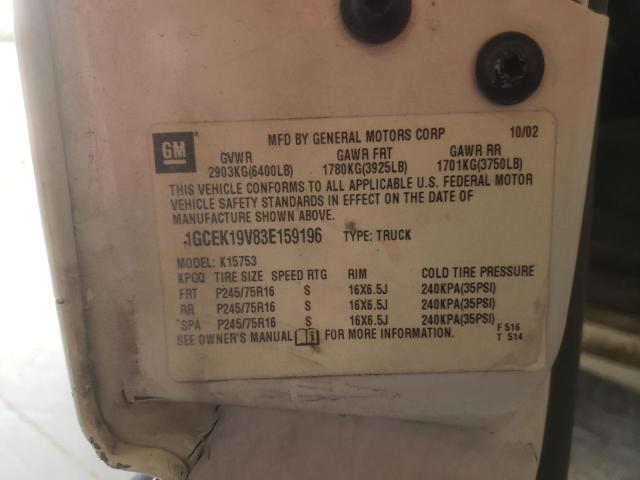 GM
MFD BY GENERAL MOTORS CORP 10/02
GVWR GAWR FRT GAWR RR
2903KG(6400LB) 1780KG(3925LB) 1701KG(3750LB)
THIS VEHICLE CONFORMS TO ALL APPLICABLE U.S. FEDERAL MOTOR
VEHICLE SAFETY STANDARDS IN EFFECT ON THE DATE OF
MANUFACTURE SHOWN ABOVE.
1GCEK19V83E159196 TYPE: TRUCK
MODEL: K15753
KPGQ TIRE SIZE SPEED RTG RIM COLD TIRE PRESSURE
FRT P245/75R16 S 16X6.5J 240KPA(35PSI)
RR P245/75R16 S 16X6.5J 240KPA(35PSI)
SPA P245/75R16 S 16X6.5J 240KPA(35PSI)
SEE OWNER'S MANUAL FOR MORE INFORMATION.
F 516
T 514